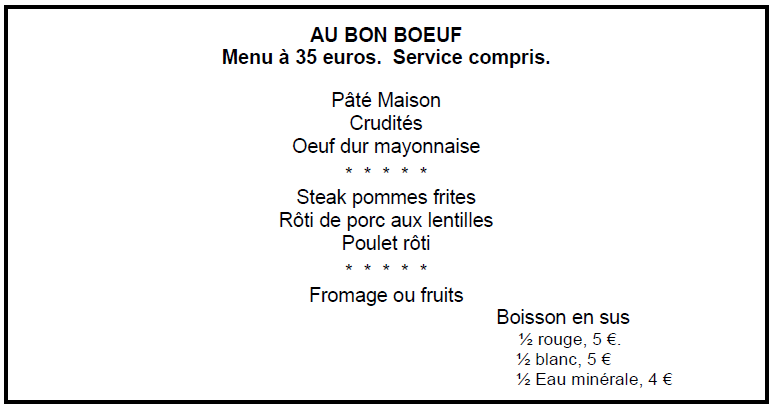 AU BON BOEUF
Menu à 35 euros.  Service compris.
Pâté Maison
Crudités
Oeuf dur mayonnaise
* * * * *
Steak pommes frites
Rôti de porc aux lentilles
Poulet rôti
* * * * *
Fromage ou fruits
Boisson en sus
½ rouge, 5 €.
½ blanc, 5 €
½ Eau minérale, 4 €